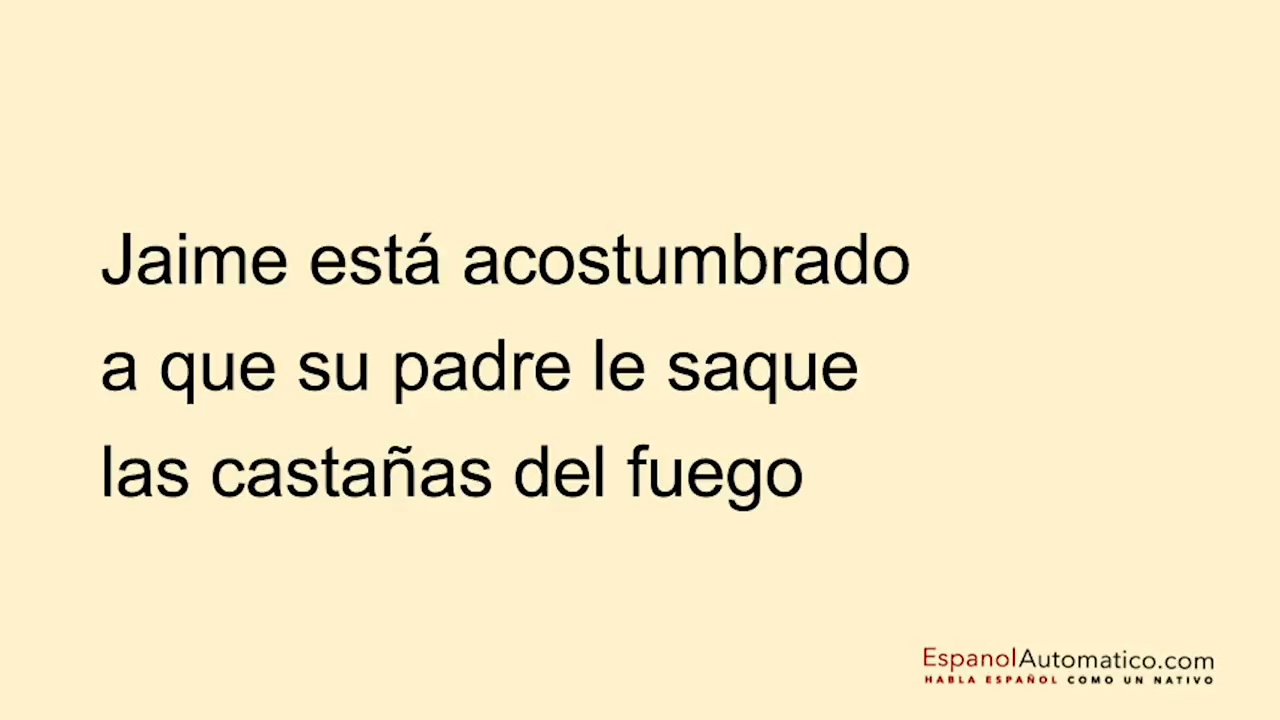 Jaime está acostumbrado
a que su padre le saque
las castañas del fuego
EspanolAutomatico.com
HABLA ESPAÑOL COMO UN NATIVO